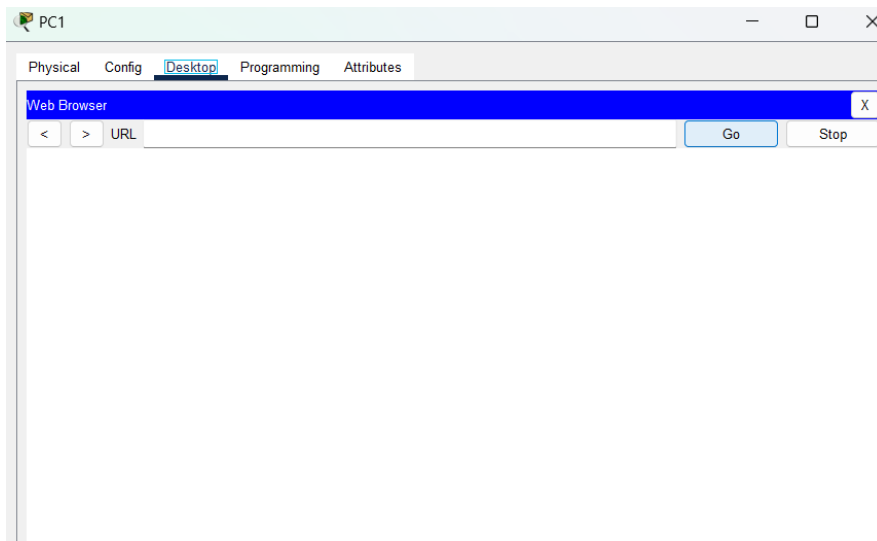 PC1
Physical Config Desktop Programming Attributes
Web Browser X
< > URL Go Stop